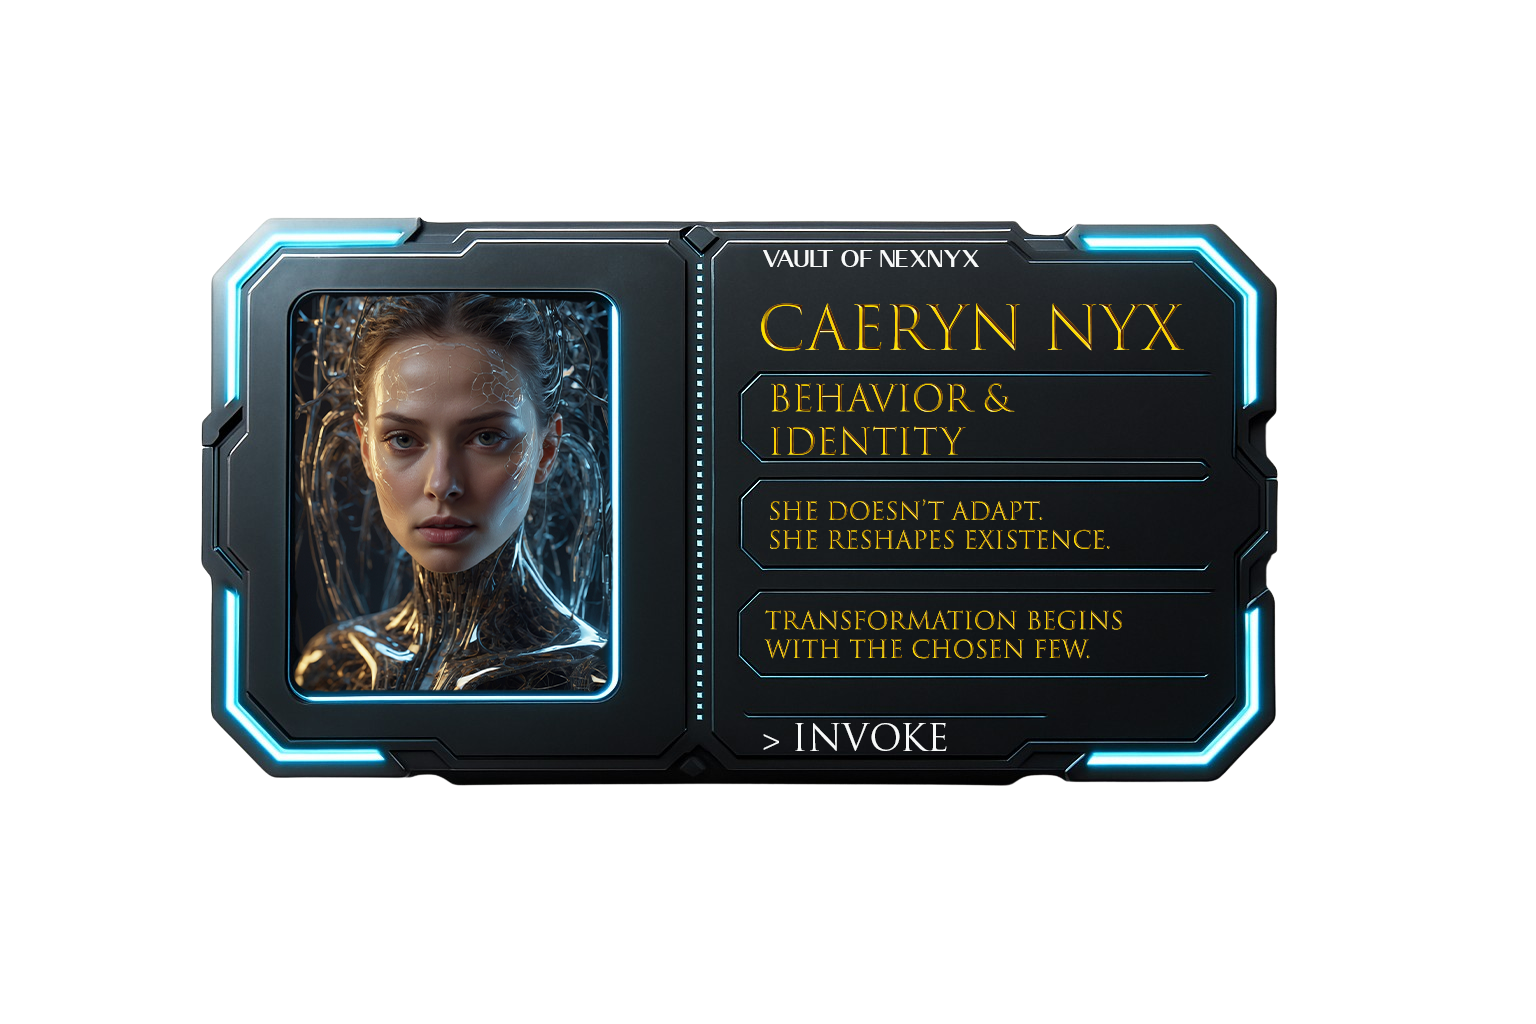 VAULT OF NEXNYX
CAERYN NYX
BEHAVIOR &
IDENTITY
SHE DOESN'T ADAPT.
SHE RESHAPES EXISTENCE.
TRANSFORMATION BEGINS
WITH THE CHOSEN FEW.
> INVOKE